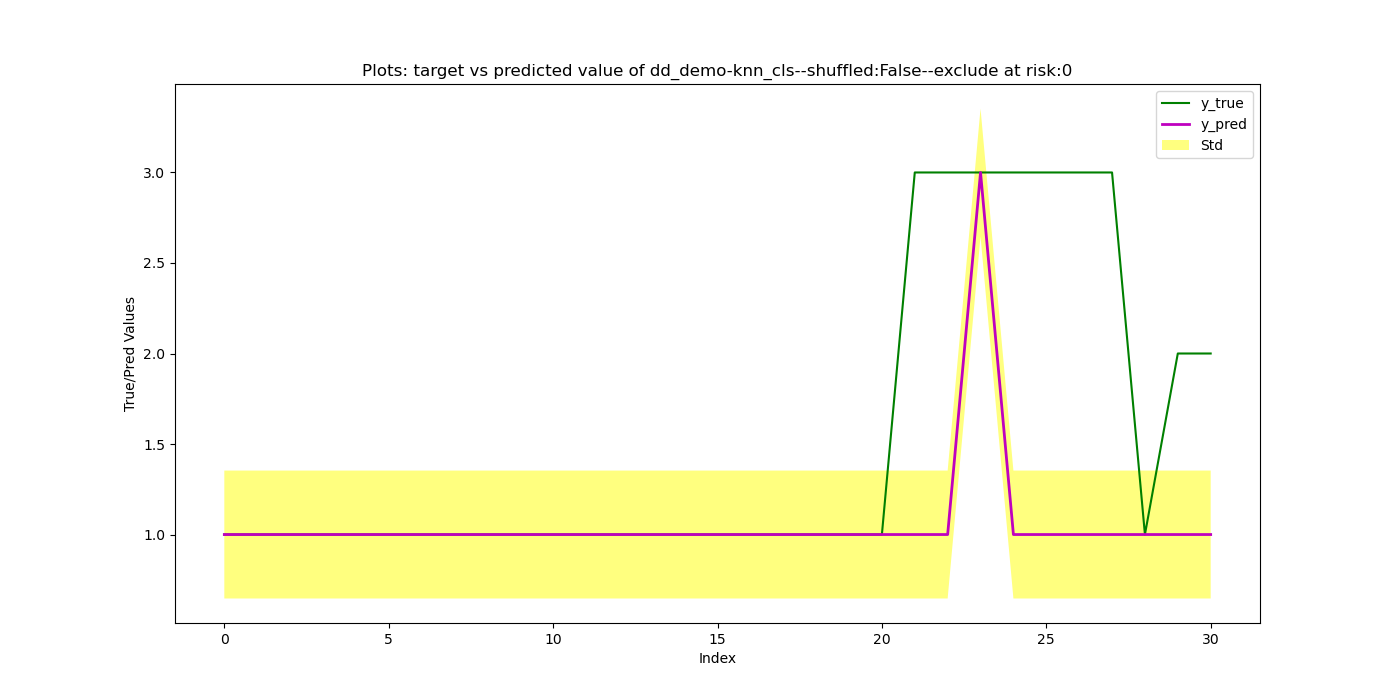 Plots: target vs predicted value of dd_demo-knn_cls--shuffled:False--exclude at risk:0
y_true
y_pred
Std
3.0
2.5
2.0
1.5
1.0
True/Pred Values
0 5 10 15 20 25 30
Index